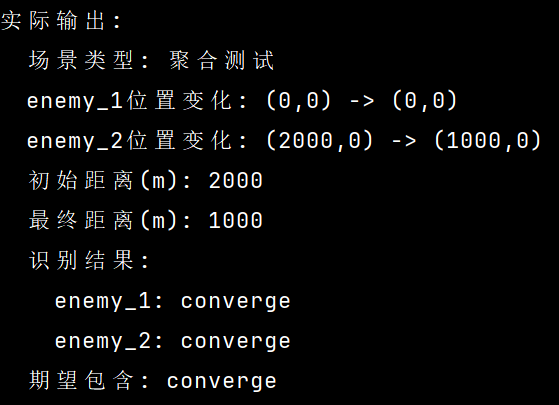 实际输出:
场景类型: 聚合测试
enemy_1位置变化: (0,0) -> (0,0)
enemy_2位置变化: (2000,0) -> (1000,0)
初始距离(m): 2000
最终距离(m): 1000
识别结果:
enemy_1: converge
enemy_2: converge
期望包含: converge